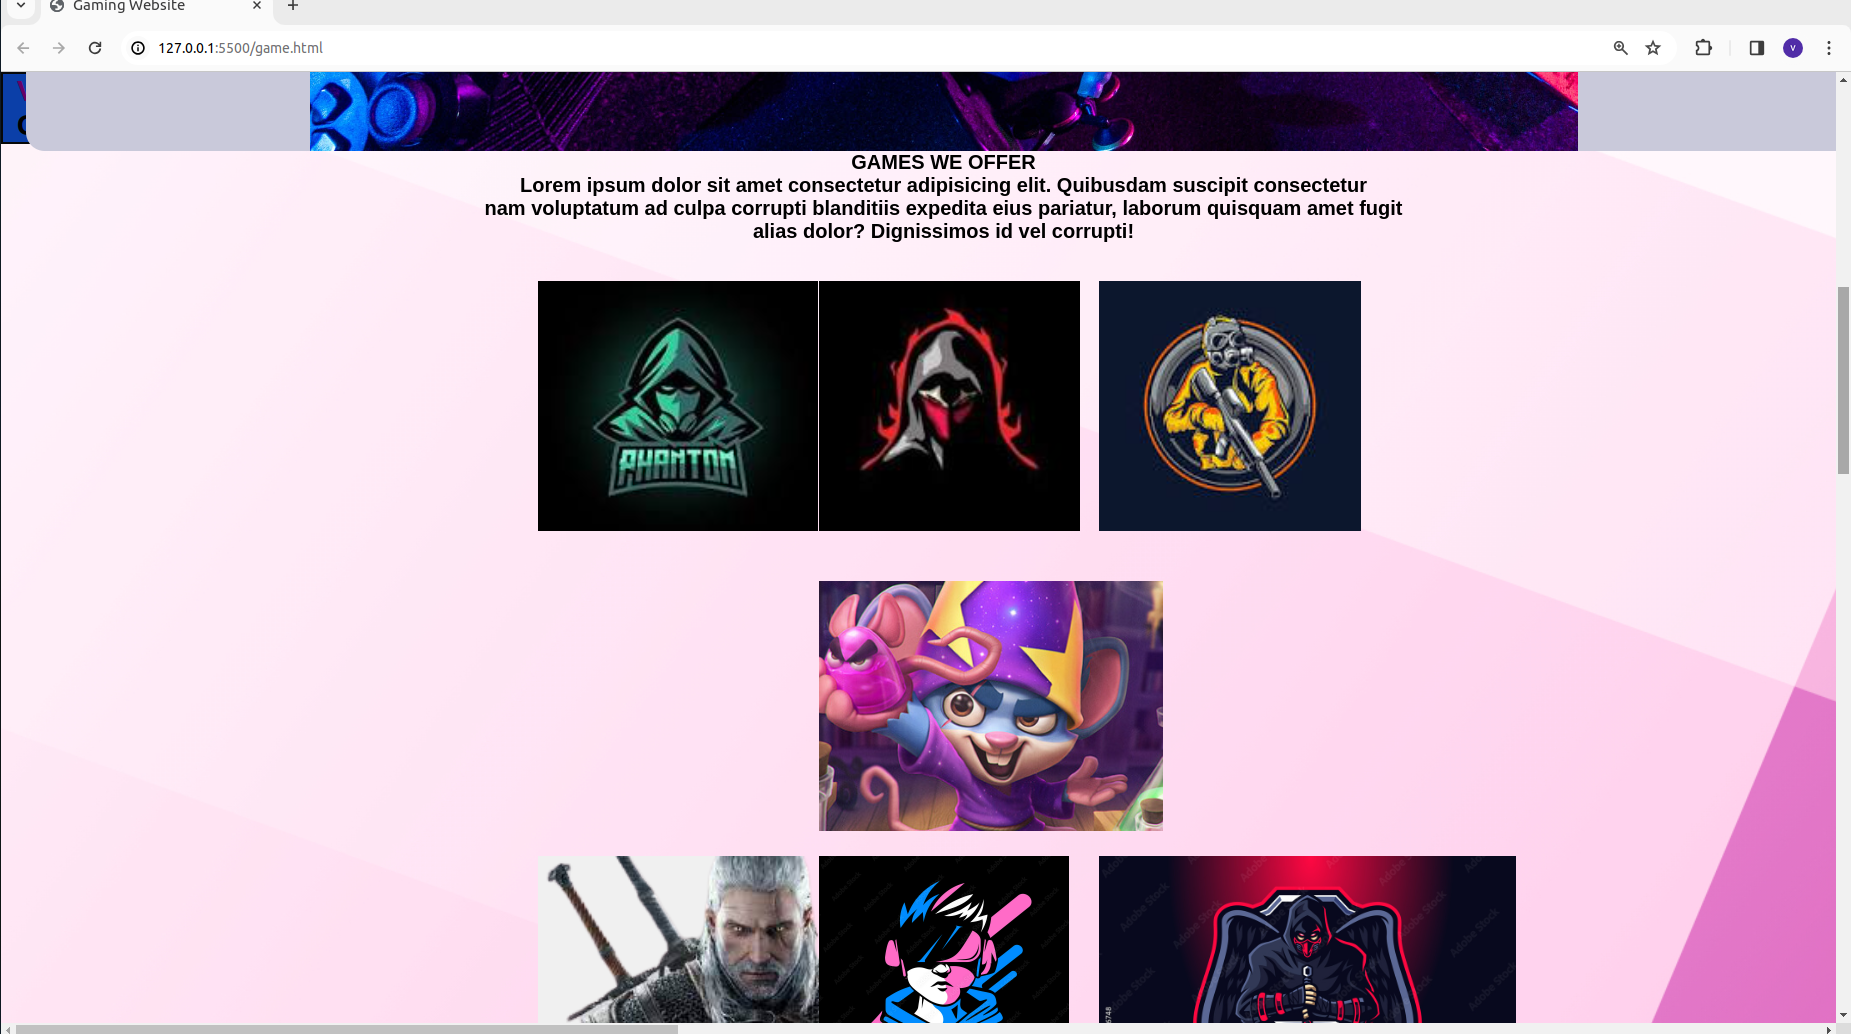 Gaming Website
127.0.0.1:5500/game.html
V
GAMES WE OFFER
Lorem ipsum dolor sit amet consectetur adipisicing elit. Quibusdam suscipit consectetur
nam voluptatum ad culpa corrupti blanditiis expedita eius pariatur, laborum quisquam amet fugit
alias dolor? Dignissimos id vel corrupti!
PHANTOM
Adobe Stock